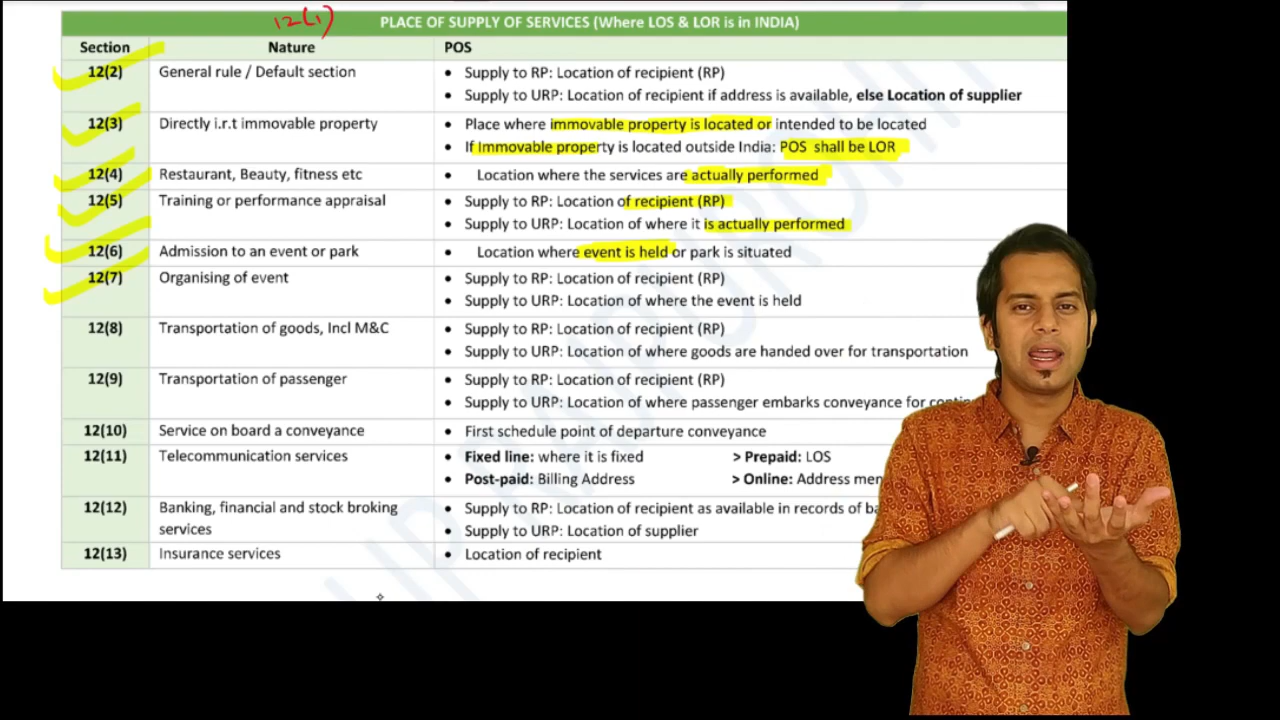 12(1)
PLACE OF SUPPLY OF SERVICES (Where LOS & LOR is in INDIA)
Section Nature POS
12(2) General rule / Default section • Supply to RP: Location of recipient (RP)
• Supply to URP: Location of recipient if address is available, else Location of supplier
12(3) Directly i.r.t immovable property • Place where immovable property is located or intended to be located
• If Immovable property is located outside India: POS shall be LOR
12(4) Restaurant, Beauty, fitness etc • Location where the services are actually performed
12(5) Training or performance appraisal • Supply to RP: Location of recipient (RP)
• Supply to URP: Location of where it is actually performed
12(6) Admission to an event or park • Location where event is held or park is situated
12(7) Organising of event • Supply to RP: Location of recipient (RP)
• Supply to URP: Location of where the event is held
12(8) Transportation of goods, Incl M&C • Supply to RP: Location of recipient (RP)
• Supply to URP: Location of where goods are handed over for transportation
12(9) Transportation of passenger • Supply to RP: Location of recipient (RP)
• Supply to URP: Location of where passenger embarks conveyance for
12(10) Service on board a conveyance • First schedule point of departure conveyance
12(11) Telecommunication services • Fixed line: where it is fixed > Prepaid: LOS
• Post-paid: Billing Address > Online: Address
12(12) Banking, financial and stock broking • Supply to RP: Location of recipient as available in records of
services • Supply to URP: Location of supplier
12(13) Insurance services • Location of recipient